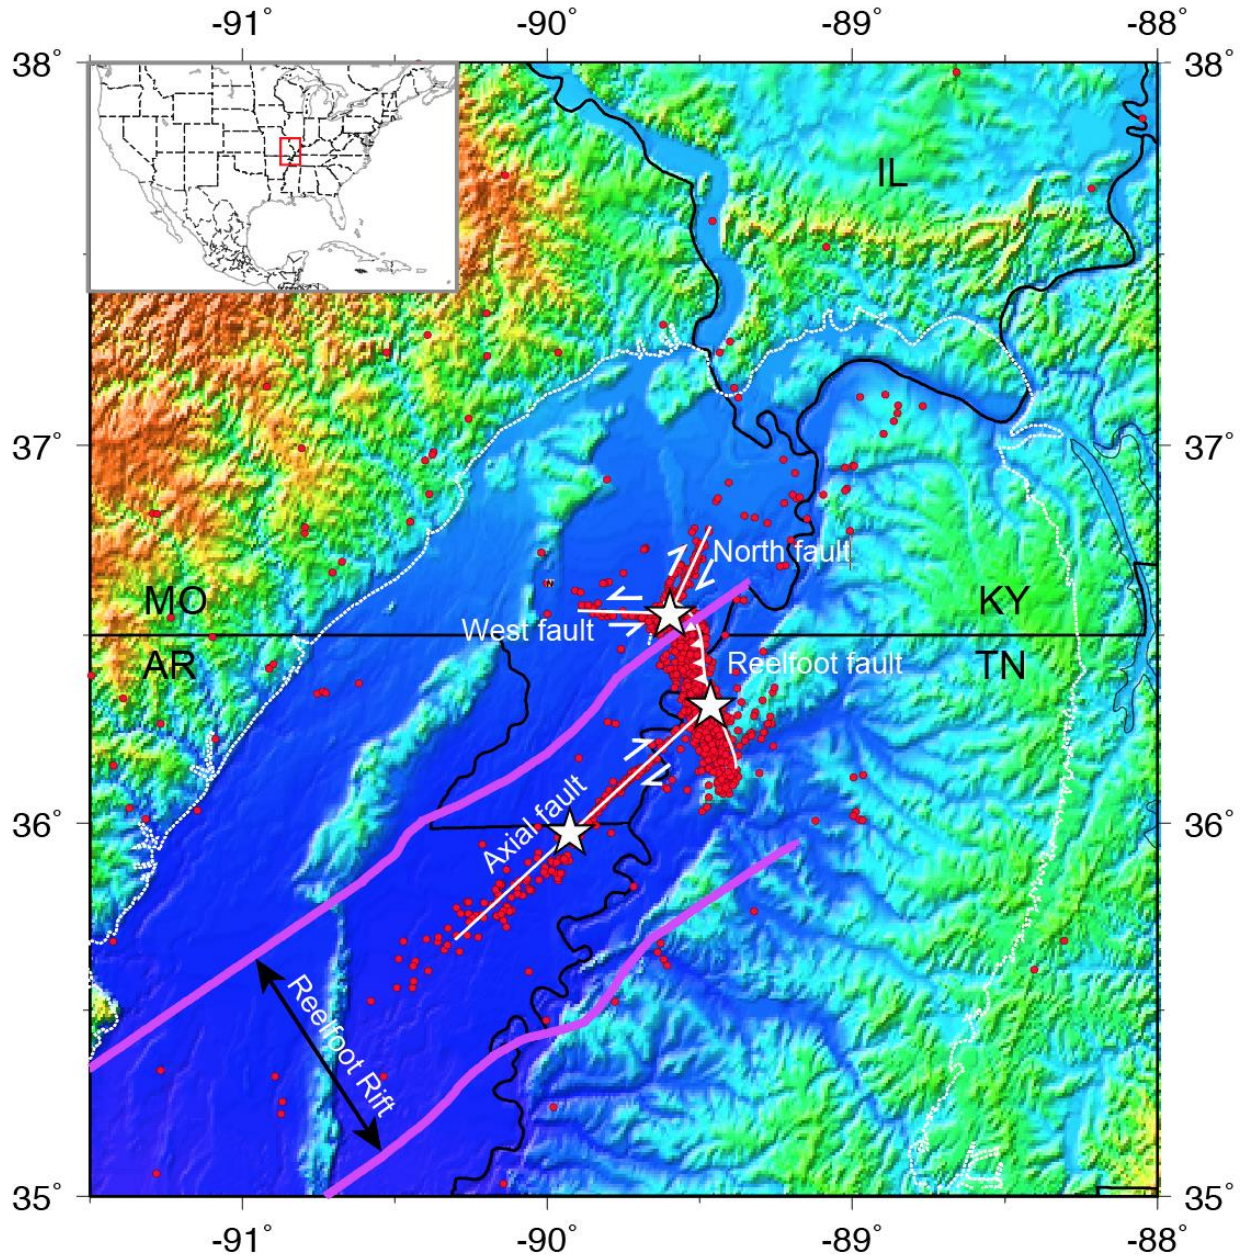 -91° -90° -89° -88°
38° 38°
IL
37° 37°
North fault
MO KY
West fault
AR Reelfoot fault TN
Axial fault
36° 36°
Reelfoot Rift
35° 35°
-91° -90° -89° -88°